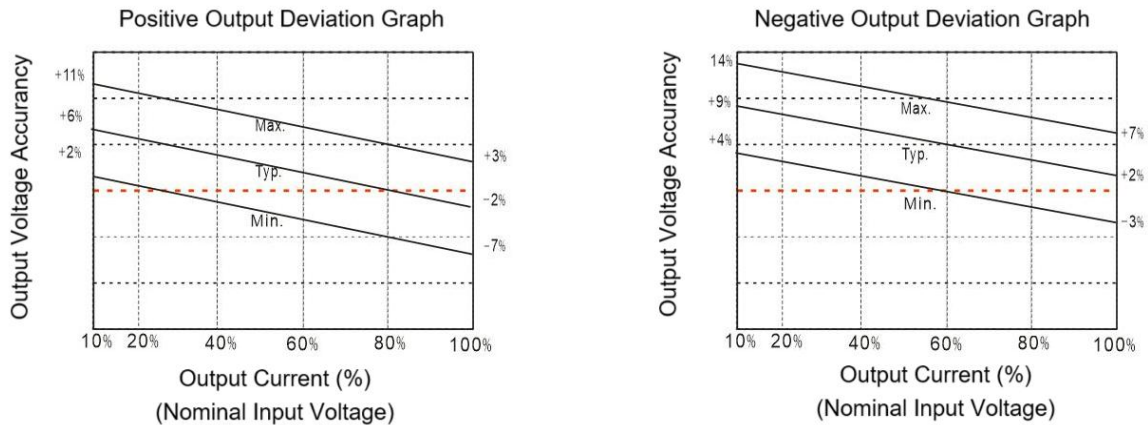 Positive Output Deviation Graph
Output Voltage Accurancy
+11%
+6%
+2%
Max.
Typ.
Min.
+3%
-2%
-7%
10% 20% 40% 60% 80% 100%
Output Current (%)
(Nominal Input Voltage)
Negative Output Deviation Graph
Output Voltage Accurancy
14%
+9%
+4%
Max.
Typ.
Min.
+7%
+2%
-3%
10% 20% 40% 60% 80% 100%
Output Current (%)
(Nominal Input Voltage)